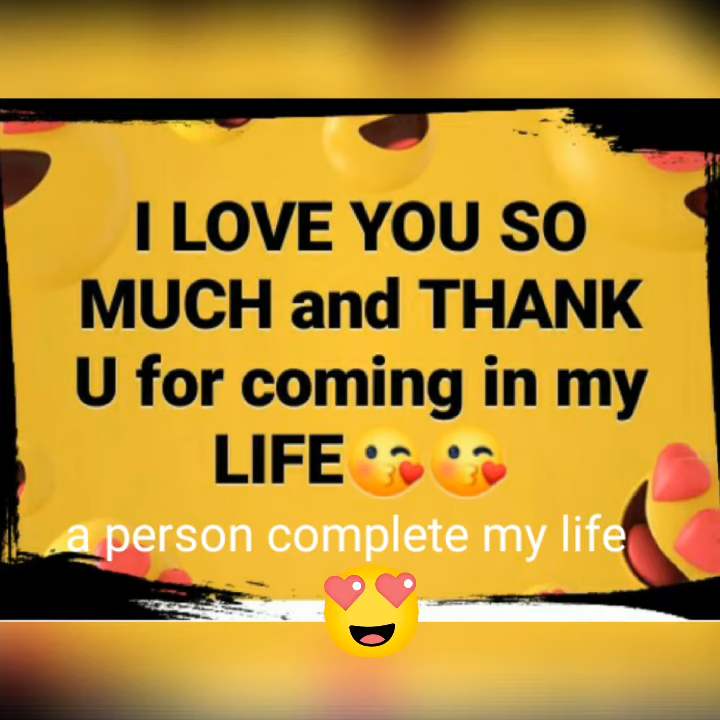 I LOVE YOU SO
MUCH and THANK
U for coming in my
LIFE😘😘
a person complete my life
😍